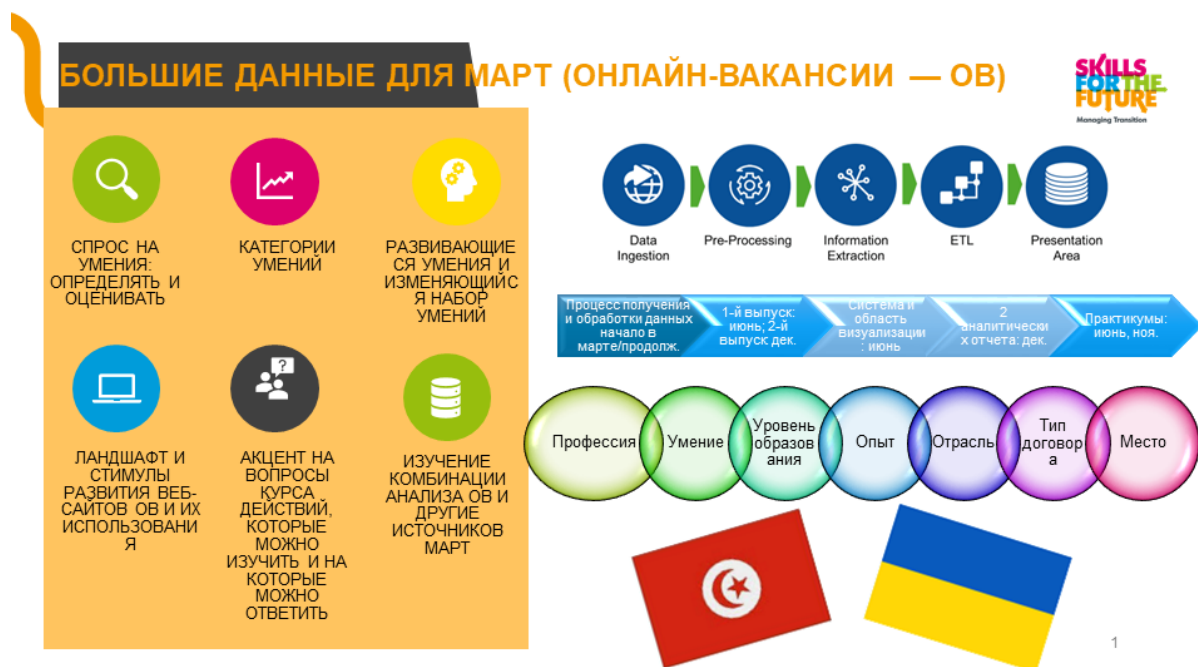 БОЛЬШИЕ ДАННЫЕ ДЛЯ МАРТ (ОНЛАЙН-ВАКАНСИИ — ОВ)
SKILLS
FOR THE
FUTURE
Managing Transition
СПРОС НА
УМЕНИЯ:
ОПРЕДЕЛЯТЬ И
ОЦЕНИВАТЬ
КАТЕГОРИИ
УМЕНИЙ
РАЗВИВАЮЩИЕ
СЯ УМЕНИЯ И
ИЗМЕНЯЮЩИЙС
Я НАБОР
УМЕНИЙ
ЛАНДШАФТ И
СТИМУЛЫ
РАЗВИТИЯ ВЕБ-
САЙТОВ ОВ И ИХ
ИСПОЛЬЗОВАНИ
Я
?
АКЦЕНТ НА
ВОПРОСЫ
КУРСА
ДЕЙСТВИЙ,
КОТОРЫЕ
МОЖНО
ИЗУЧИТЬ И НА
КОТОРЫЕ
МОЖНО
ОТВЕТИТЬ
ИЗУЧЕНИЕ
КОМБИНАЦИИ
АНАЛИЗА ОВ И
ДРУГИЕ
ИСТОЧНИКОВ
МАРТ
Data
Ingestion
Pre-Processing
Information
Extraction
ETL
Presentation
Area
Процесс получения
и обработки данных
начало в
марте/продолж.
1-й выпуск:
июнь; 2-й
выпуск: дек.
Система и
область
визуализации
: июнь
2
аналитически
х отчета: дек.
Практикумы:
июнь, ноя.
Профессия
Умение
Уровень
образов
ания
Опыт
Отрасль
Тип
договор
а
Место
1